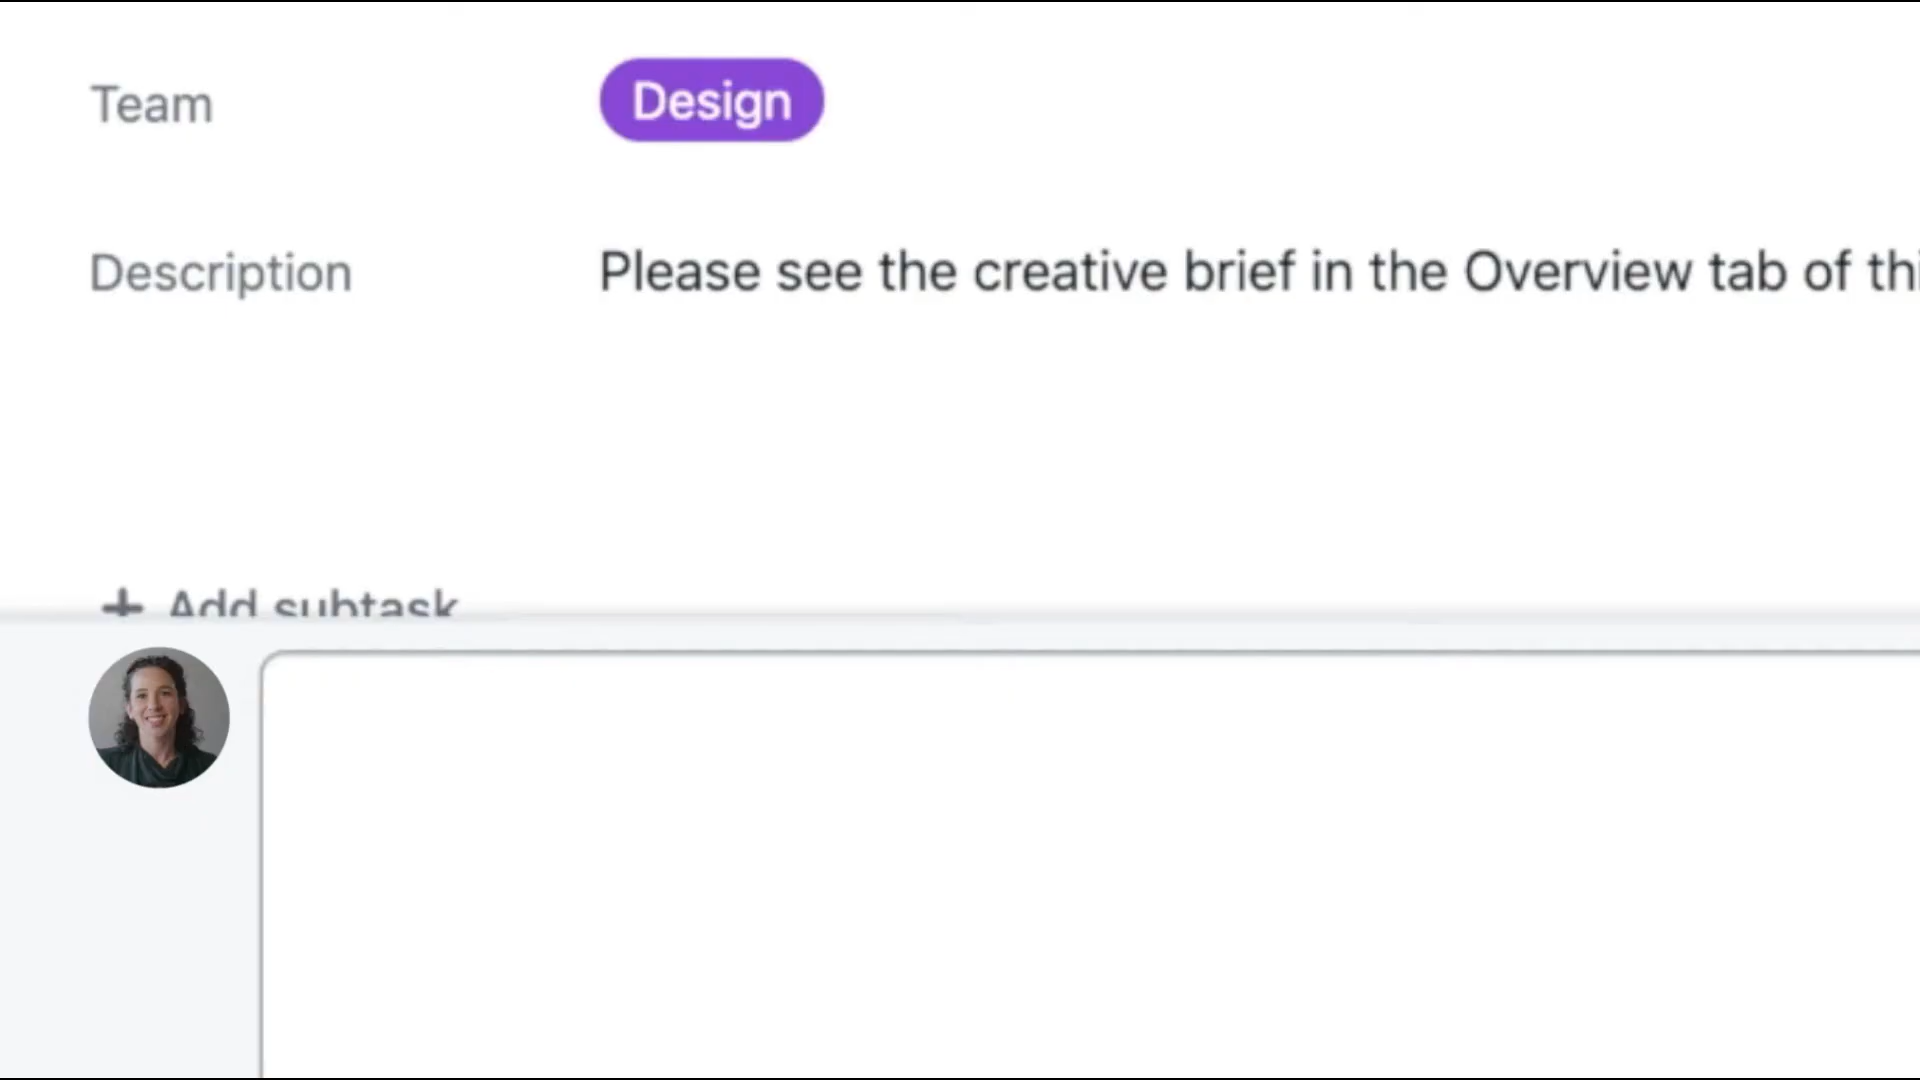 Team
Design
Description
Please see the creative brief in the Overview tab of thi
+ Add subtask